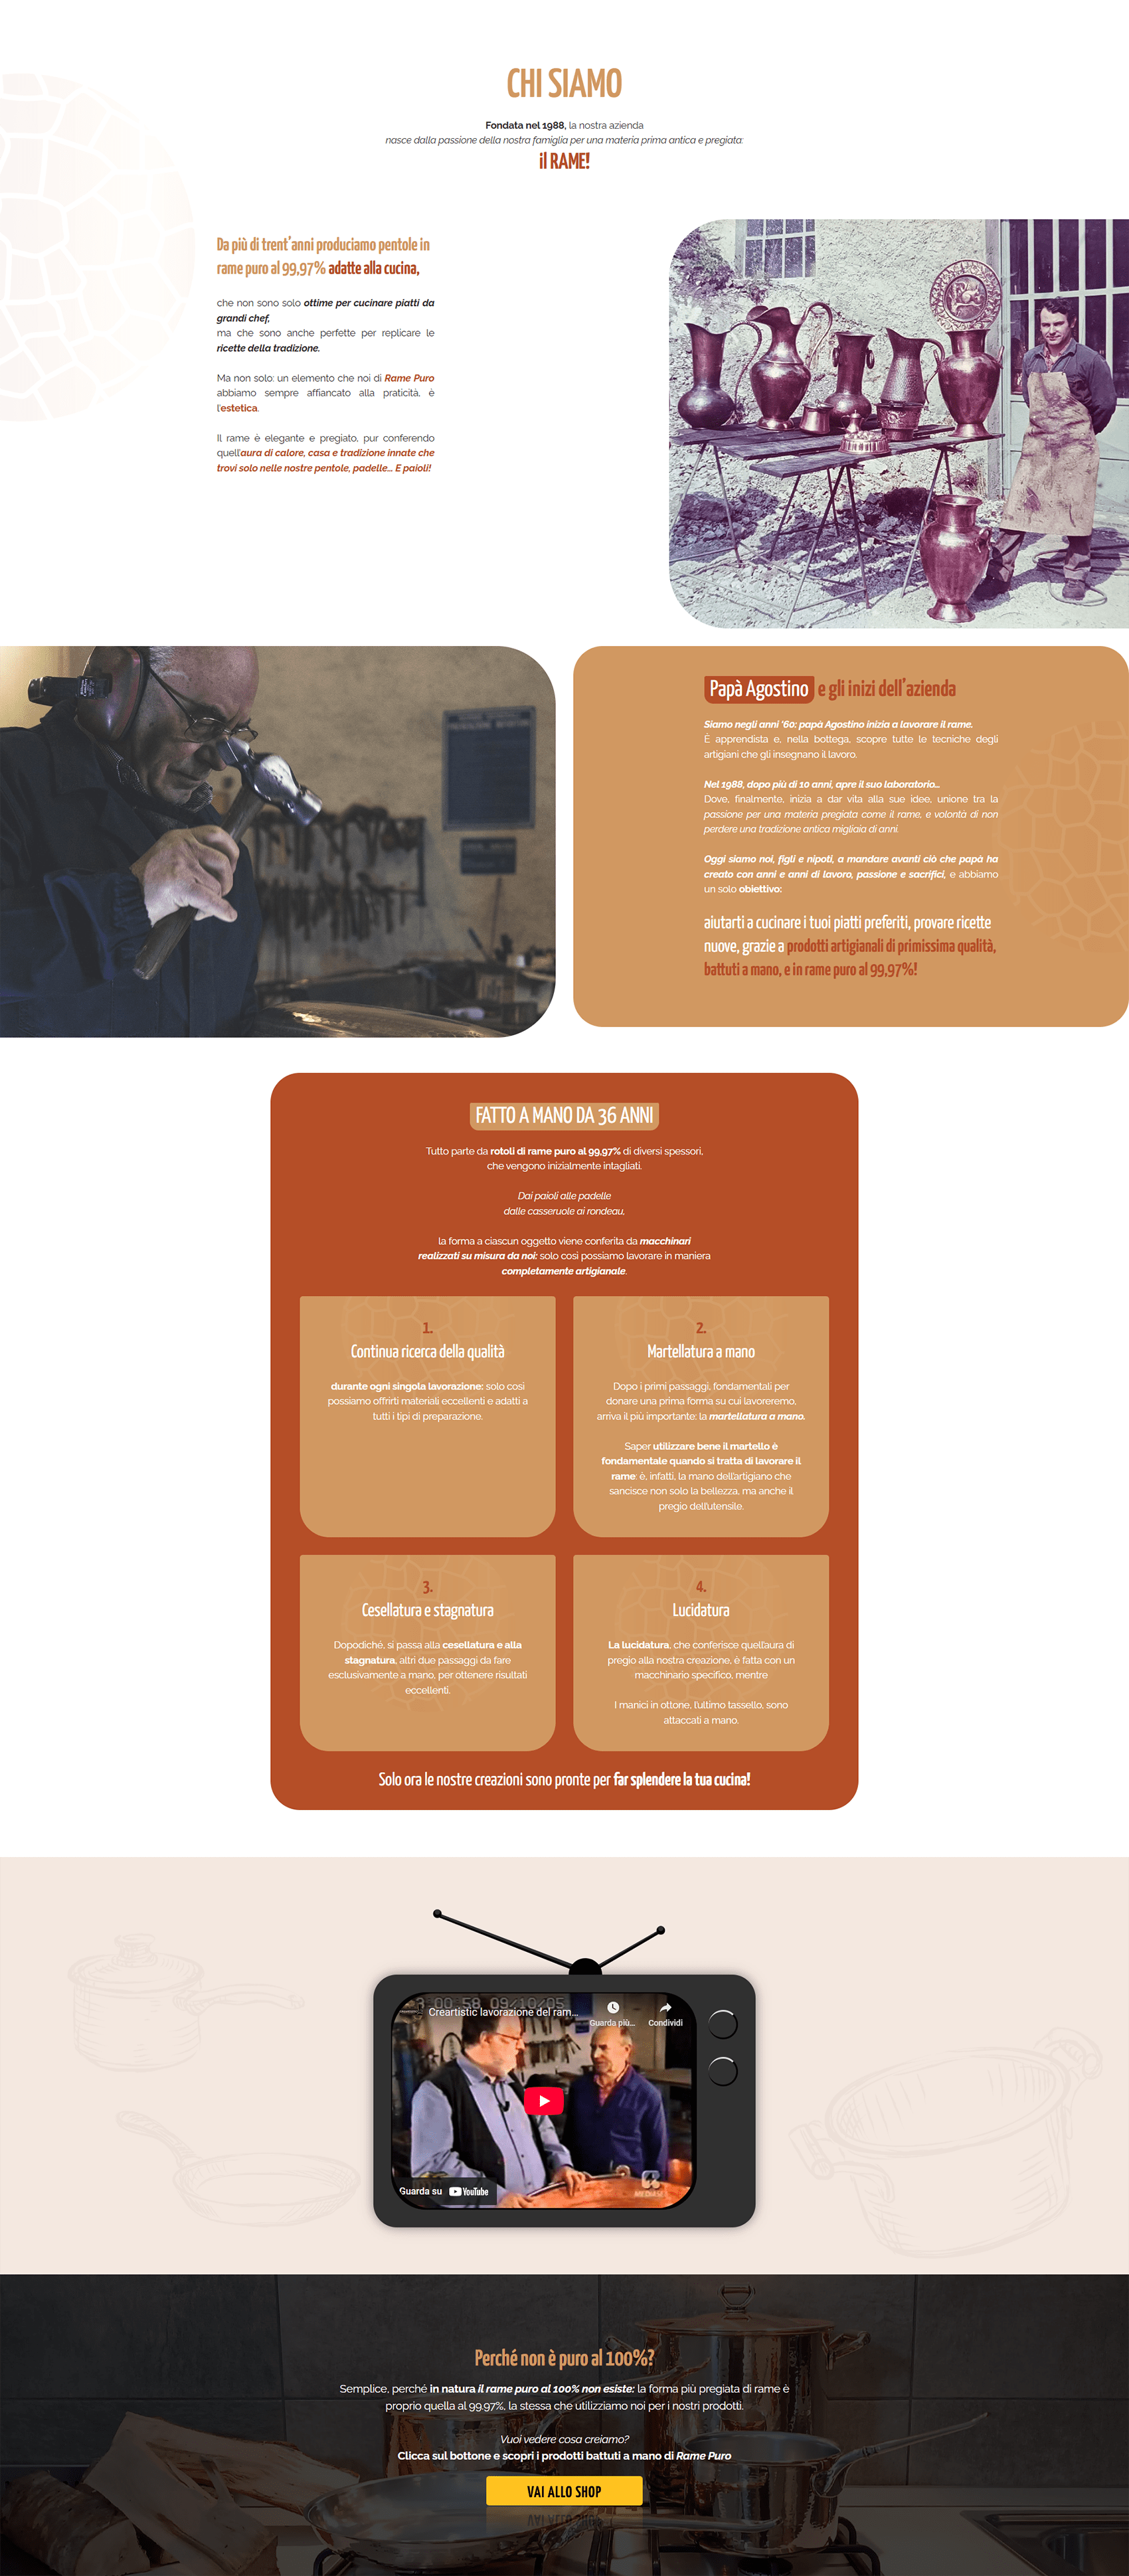 CHI SIAMO
Fondata nel 1988, la nostra azienda
nasce dalla passione della nostra famiglia per una materia prima antica e pregiata:
il RAME!
Da più di trent'anni produciamo pentole in
rame puro al 99,97% adatte alla cucina,
che non sono solo ottime per cucinare piatti da
grandi chef,
ma che sono anche perfette per replicare le
ricette della tradizione.
Ma non solo: un elemento che noi di Rame Puro
abbiamo sempre affiancato alla praticità, è
l'estetica.
Il rame è elegante e pregiato, pur conferendo
quell'aura di calore, casa e tradizione innate che
trovi solo nelle nostre pentole, padelle... E paioli!
Papà Agostino e gli inizi dell'azienda
Siamo negli anni '60: papà Agostino inizia a lavorare il rame.
È apprendista e, nella bottega, scopre tutte le tecniche degli
artigiani che gli insegnano il lavoro.
Nel 1988, dopo più di 10 anni, apre il suo laboratorio...
Dove, finalmente, inizia a dar vita alla sue idee, unione tra la
passione per una materia pregiata come il rame, e volontà di non
perdere una tradizione antica migliaia di anni.
Oggi siamo noi, figli e nipoti, a mandare avanti ciò che papà ha
creato con anni e anni di lavoro, passione e sacrifici, e abbiamo
un solo obiettivo:
aiutarti a cucinare i tuoi piatti preferiti, provare ricette
nuove, grazie a prodotti artigianali di primissima qualità,
battuti a mano, e in rame puro al 99,97%!
FATTO A MANO DA 36 ANNI
Tutto parte da rotoli di rame puro al 99,97% di diversi spessori,
che vengono inizialmente intagliati.
Dai paioli alle padelle
dalle casseruole ai rondeau,
la forma a ciascun oggetto viene conferita da macchinari
realizzati su misura da noi: solo così possiamo lavorare in maniera
completamente artigianale.
1.
Continua ricerca della qualità
durante ogni singola lavorazione: solo così
possiamo offrirti materiali eccellenti e adatti a
tutti i tipi di preparazione.
2.
Martellatura a mano
Dopo i primi passaggi, fondamentali per
donare una prima forma su cui lavoreremo,
arriva il più importante: la martellatura a mano.
Saper utilizzare bene il martello è
fondamentale quando si tratta di lavorare il
rame: è, infatti, la mano dell'artigiano che
sancisce non solo la bellezza, ma anche il
pregio dell'utensile.
3.
Cesellatura e stagnatura
Dopodiché, si passa alla cesellatura e alla
stagnatura, altri due passaggi da fare
esclusivamente a mano, per ottenere risultati
eccellenti.
4.
Lucidatura
La lucidatura, che conferisce quell'aura di
pregio alla nostra creazione, è fatta con un
macchinario specifico, mentre
I manici in ottone, l'ultimo tassello, sono
attaccati a mano.
Solo ora le nostre creazioni sono pronte per far splendere la tua cucina!
00 58 09/10/05
Creartistic lavorazione del ram...
Guarda più...
Condividi
Guarda su YouTube
Perché non è puro al 100%?
Semplice, perché in natura il rame puro al 100% non esiste: la forma più pregiata di rame è
proprio quella al 99.97%, la stessa che utilizziamo noi per i nostri prodotti.
Vuoi vedere cosa creiamo?
Clicca sul bottone e scopri i prodotti battuti a mano di Rame Puro
VAI ALLO SHOP